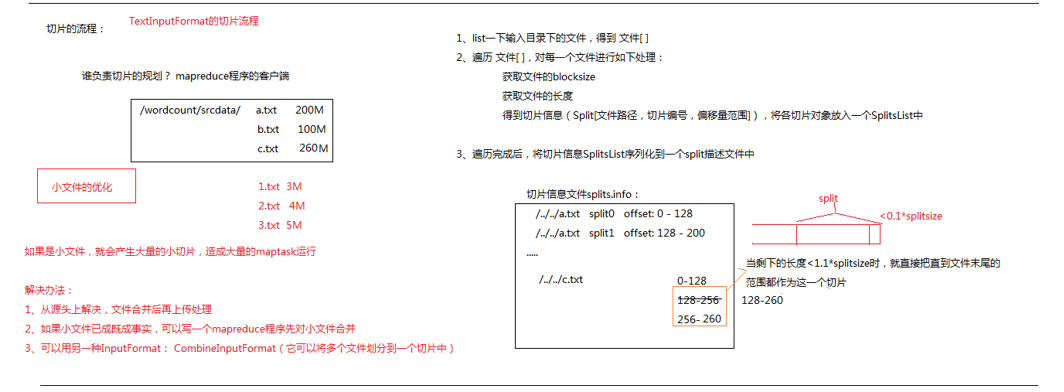 切片的流程：
TextInputFormat的切片流程
谁负责切片的规划？ mapreduce程序的客户端
/wordcount/srcdata/ a.txt 200M
b.txt 100M
c.txt 260M
小文件的优化
1.txt 3M
2.txt 4M
3.txt 5M
如果是小文件，就会产生大量的小切片，造成大量的maptask运行
解决办法：
1、从源头上解决，文件合并后再上传处理
2、如果小文件已成既成事实，可以写一个mapreduce程序先对小文件合并
3、可以用另一种InputFormat： CombineInputFormat（它可以将多个文件划分到一个切片中）
1、list一下输入目录下的文件，得到 文件[ ]
2、遍历 文件[ ]，对每一个文件进行如下处理：
获取文件的blocksize
获取文件的长度
得到切片信息（Split[文件路径，切片编号，偏移量范围]），将各切片对象放入一个SplitsList中
3、遍历完成后，将切片信息SplitsList序列化到一个split描述文件中
切片信息文件splits.info：
/../../a.txt split0 offset: 0 - 128
/../../a.txt split1 offset: 128 - 200
.....
/../../c.txt 0-128
128-256
256- 260
split
<0.1*splitsize
当剩下的长度<1.1*splitsize时，就直接把直到文件末尾的
范围都作为这一个切片
128-260